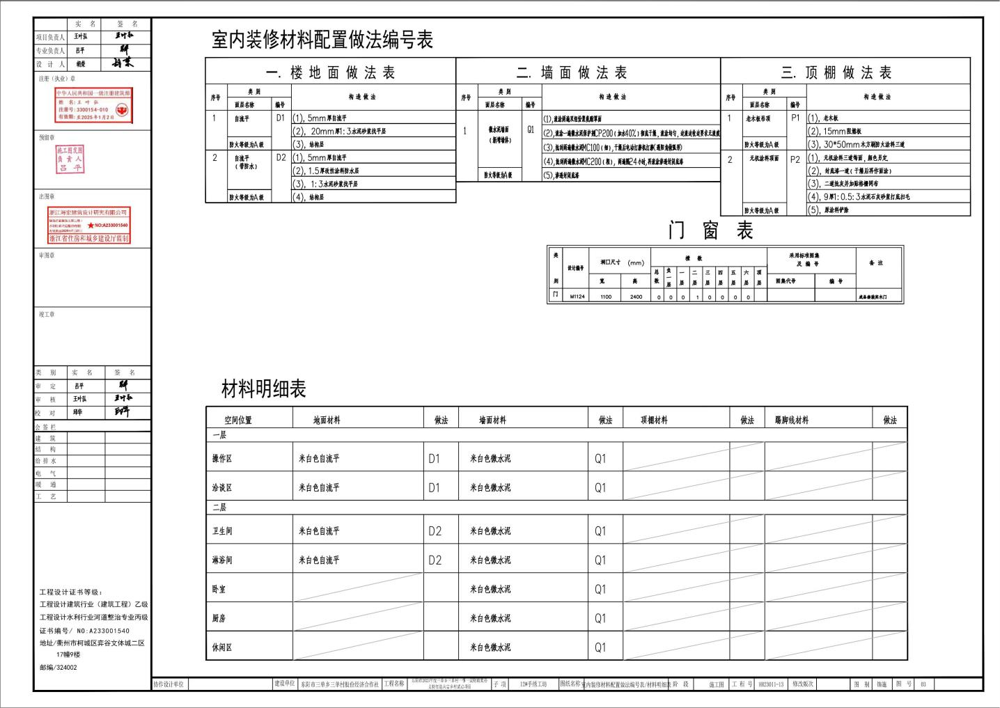 实 名 签 名
项目负责人 王叶弘 王叶弘
专业负责人 吕平
设 计 人 胡荣 胡荣
注册(执业)章
中华人民共和国一级注册建筑师
姓 名:王 叶 弘
注册号:3300154-010
有效期:至2025年1月2日
预留章
施工图发图
负 责 人
吕 平
出图章
浙江海宏建筑设计研究有限公司
NO:A233001540
浙江省住房和城乡建设厅监制
审图章
竣工章
类 别 实 名 签 名
审 定 吕平
审 核 王叶弘 王叶弘
校 对 邱华 邱华
会签栏
建 筑
结 构
给排水
电 气
暖 通
工 艺
工程设计证书等级:
工程设计建筑行业(建筑工程)乙级
工程设计水利行业河道整治专业丙级
证书编号/ NO:A233001540
地址/衢州市柯城区弈谷文体城二区
17幢9楼
邮编/324002
室内装修材料配置做法编号表
一. 楼 地 面 做 法 表
序号 类 别 构 造 做 法
面层名称 编号
1 自流平 D1 (1), 5mm厚自流平
(2), 20mm厚1:3水泥砂浆找平层
防火等级为A级 (3), 结构层
2 自流平 D2 (1), 5mm厚自流平
(带防水) (2), 1.5厚改性涂料防水层
(3), 1:3水泥砂浆找平层
防火等级为A级 (4), 结构层
二. 墙 面 做 法 表
序号 类 别 构 造 做 法
面层名称 编号
1 微水泥墙面 Q1 (1),滚涂两遍双组份聚氨酯罩面
(新增墙体) (2),滚涂一遍微水泥保护剂CP200(加水40%)彻底干燥,滚涂均匀,边滚边收边要求无流痕
(3),批刮两遍微水泥MC100(细),干燥后电动打磨机打磨(遇阳角做弧形)
(4),批刮两遍微水泥MC200(粗),两遍隔24小时,再滚涂渗透封闭底漆
防火等级为A级 (5),渗透封闭底漆
三. 顶 棚 做 法 表
序号 类 别 构 造 做 法
面层名称 编号
1 老木板吊顶 P1 (1), 老木板
(2), 15mm阻燃板
防火等级为A级 (3), 30*50mm木方刷防火涂料三道
2 无机涂料顶面 P2 (1), 无机涂料三道饰面,颜色另定
(2), 封底漆一道(干燥后再作面涂)
(3), 二道批灰并加贴格栅网布
(4), 9厚1:0.5:3水泥石灰砂浆打底扫毛
防火等级为A级 (5), 原涂料铲除
门 窗 表
类 别 设计编号 洞口尺寸 (mm) 樘 数 采用标准图集及编号 备 注
宽 高 总数 负一层 一层 二层 三层 四层 五层 六层 顶层 图集代号 编 号
门 M1124 1100 2400 0 0 0 1 0 0 0 0 成品套装实木门
材料明细表
空间位置 地面材料 做法 墙面材料 做法 顶棚材料 做法 踢脚线材料 做法
一层
操作区 米白色自流平 D1 米白色微水泥 Q1
洽谈区 米白色自流平 D1 米白色微水泥 Q1
二层
卫生间 米白色自流平 D2 米白色微水泥 Q1
淋浴间 米白色自流平 D2 米白色微水泥 Q1
卧室 米白色微水泥 Q1
厨房 米白色微水泥 Q1
休闲区 米白色微水泥 Q1
协作设计单位 建设单位 东阳市三单乡三单村股份经济合作社 工程名称 子 项 12#手绣工坊 图纸名称 室内装修材料配置做法编号表/材料明细表 阶 段 施工图 工 程 号 HH23011-13 修改版次 图 别 饰施 图 号 03